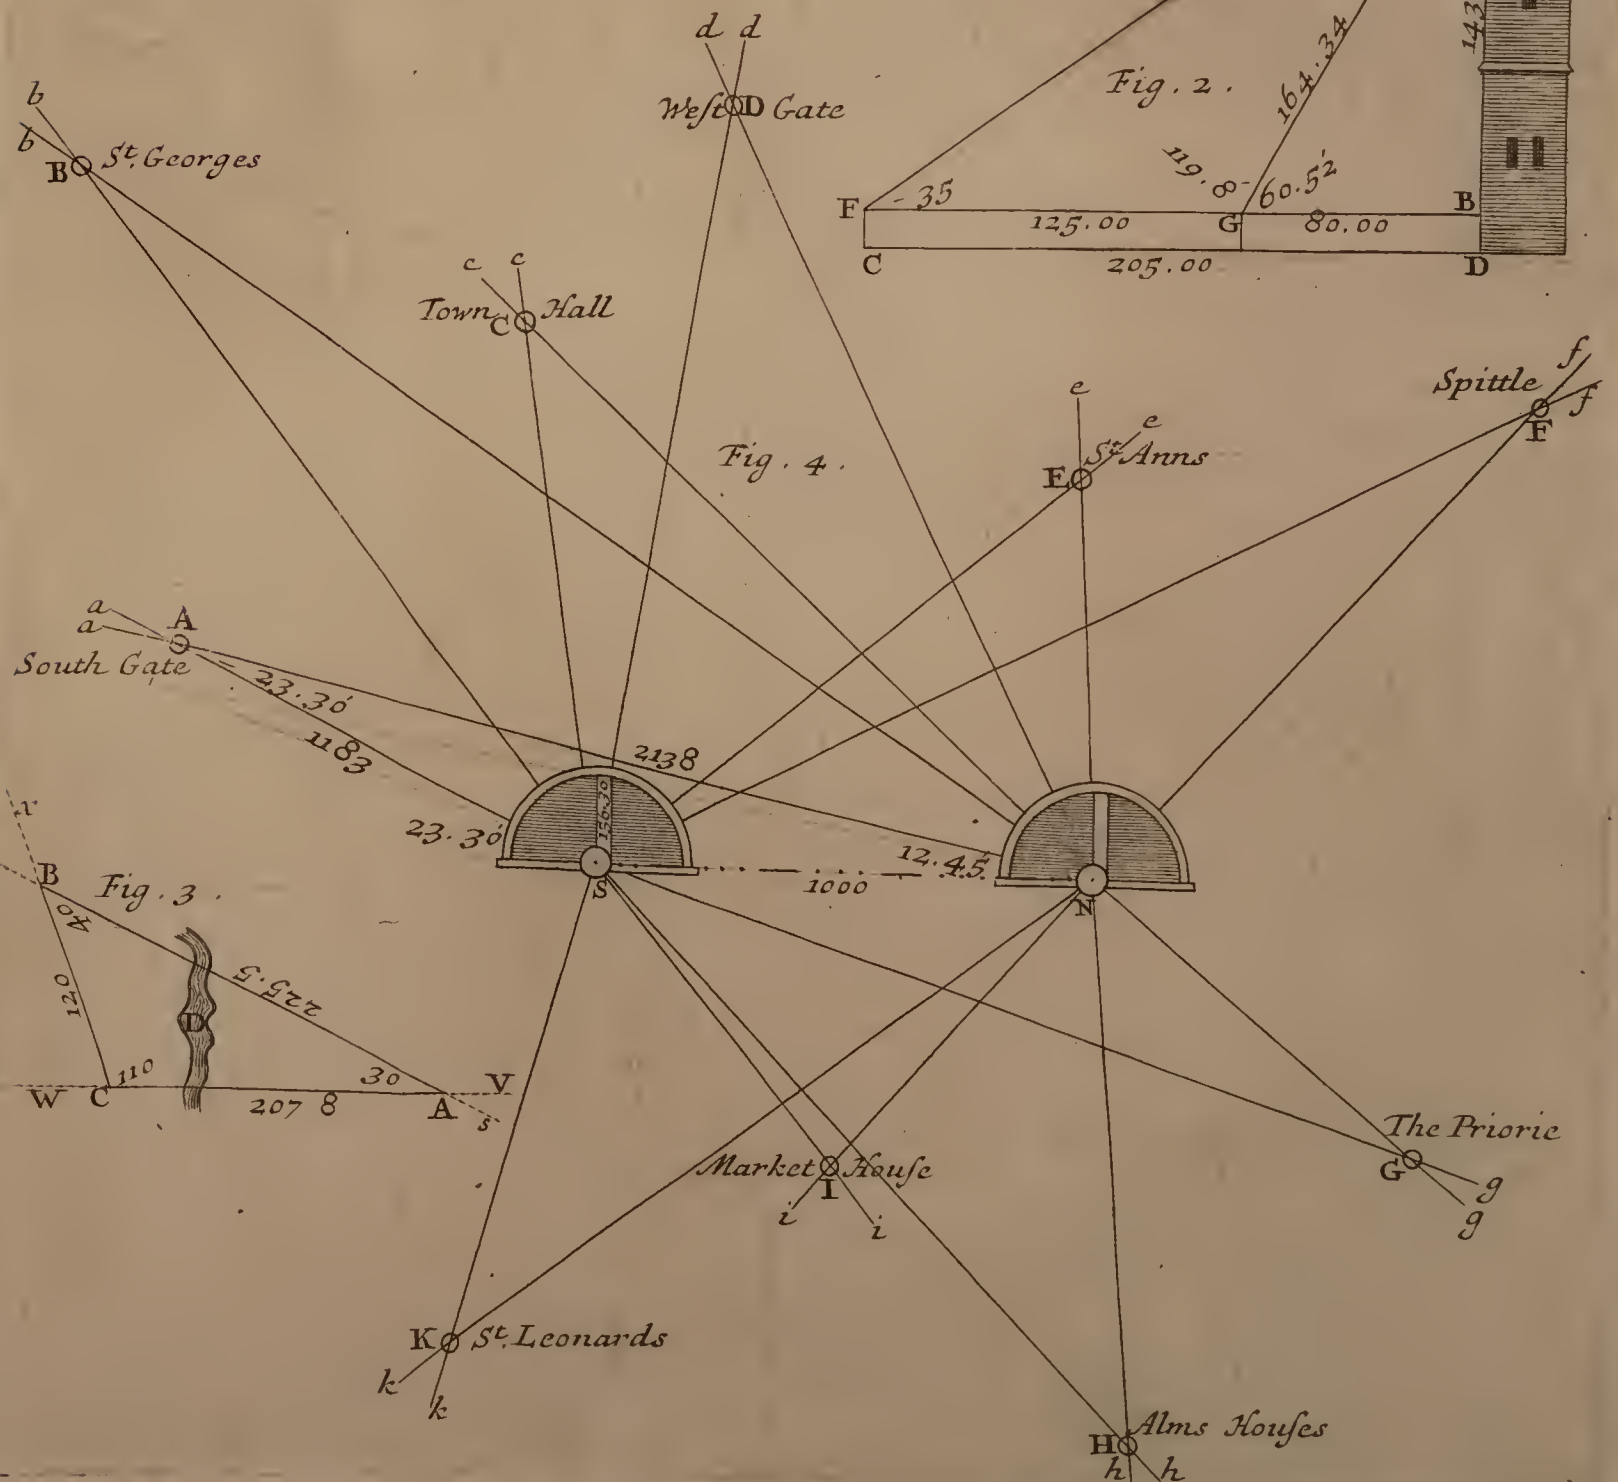 d d
West D Gate
b
b
B St. Georges
Fig. 2.
164.34
143
119.8
60.52
F
35
125.00
G
80.00
B
C
205.00
D
c c
Town C Hall
Spittle
f
f
F
e
e
St Anns
E
Fig. 4.
a
a
A
South Gate
23.30
1183
2138
23.30
156.30
12.45
1000
S
N
x
B
Fig. 3.
40
120
225.5
D
110
30
W C
207 8
A
V
s
Market House
I
i
i
The Priorie
G
g
g
K St. Leonards
k
k
Alms Houses
H
h h